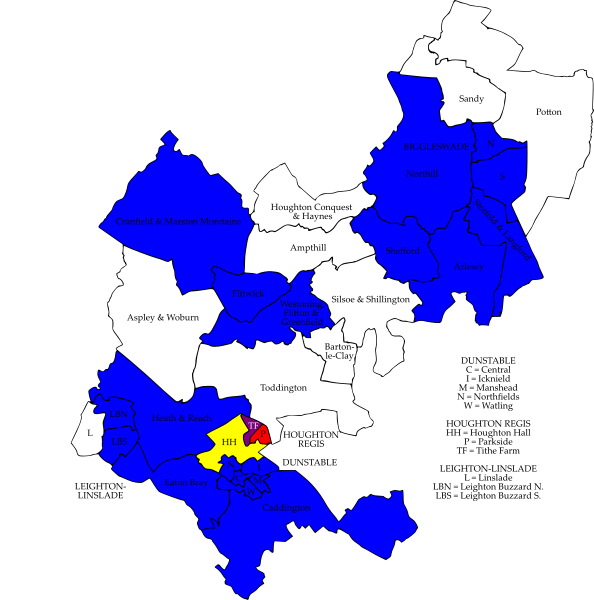 Sandy
Potton
BIGGLESWADE
N
Northill
S
Houghton Conquest
& Haynes
Cranfield & Marston Moretaine
Stotfold & Langford
Ampthill
Shefford
Arlesey
Flitwick
Silsoe & Shillington
Westoning
Flitton &
Greenfield
Aspley & Woburn
Barton-
le-Clay
Toddington
DUNSTABLE
C = Central
I = Icknield
M = Manshead
N = Northfields
W = Watling
HOUGHTON REGIS
HH = Houghton Hall
P = Parkside
TF = Tithe Farm
LEIGHTON-LINSLADE
L = Linslade
LBN = Leighton Buzzard N.
LBS = Leighton Buzzard S.
LBN
Heath & Reach
TF
L
LBS
HH
P
HOUGHTON
REGIS
DUNSTABLE
N
I
C
M
W
Eaton Bray
LEIGHTON-
LINSLADE
Caddington